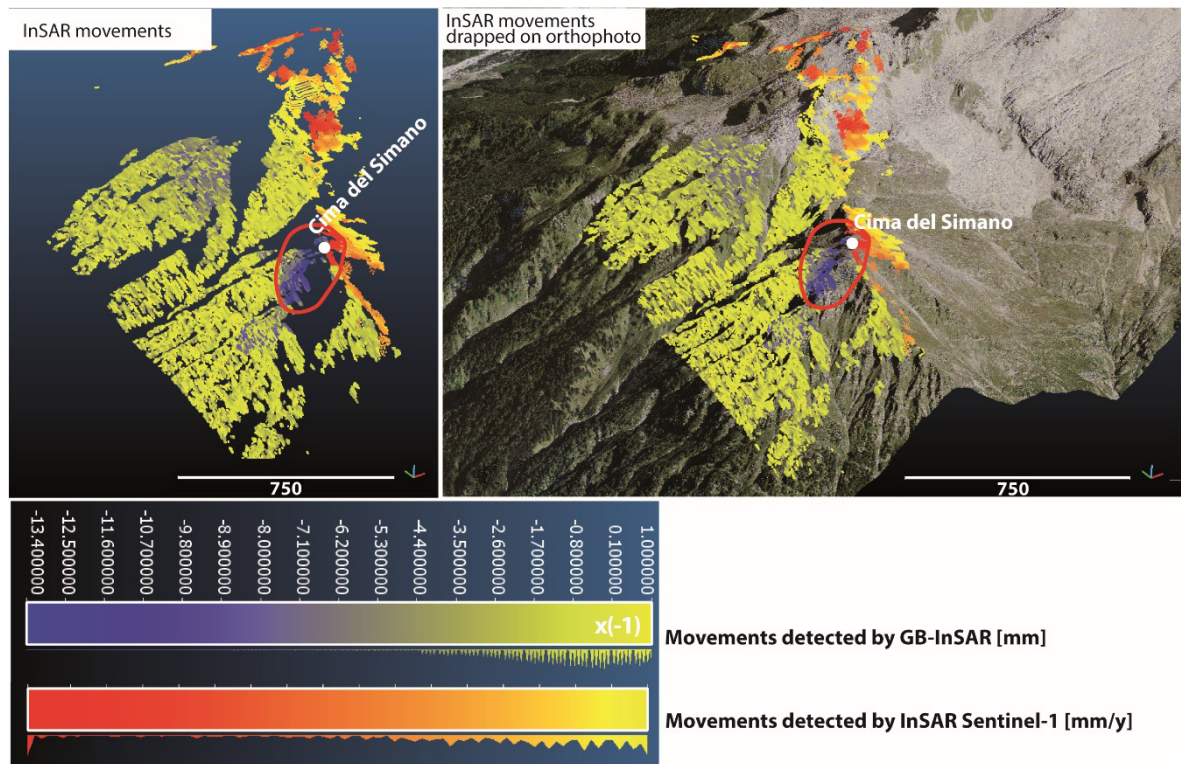 InSAR movements
Cima del Simano
750
InSAR movements
drapped on orthophoto
Cima del Simano
750
-13.400000
-12.500000
-11.600000
-10.700000
-9.800000
-8.900000
-8.000000
-7.100000
-6.200000
-5.300000
-4.400000
-3.500000
-2.600000
-1.700000
-0.800000
0.100000
1.000000
x(-1)
Movements detected by GB-InSAR [mm]
Movements detected by InSAR Sentinel-1 [mm/y]